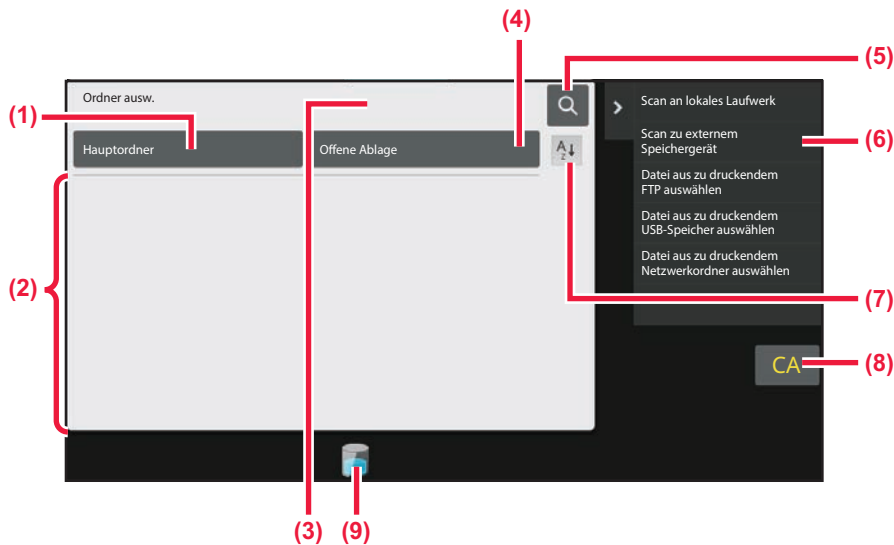 (4)
(5)
Ordner ausw.
Scan an lokales Laufwerk
(1)
Scan zu externem
Speichergerät
(6)
Hauptordner
Offene Ablage
A
Z
Datei aus zu druckendem
FTP auswählen
Datei aus zu druckendem
USB-Speicher auswählen
Datei aus zu druckendem
Netzwerkordner auswählen
(2)
(7)
CA
(8)
(3)
(9)